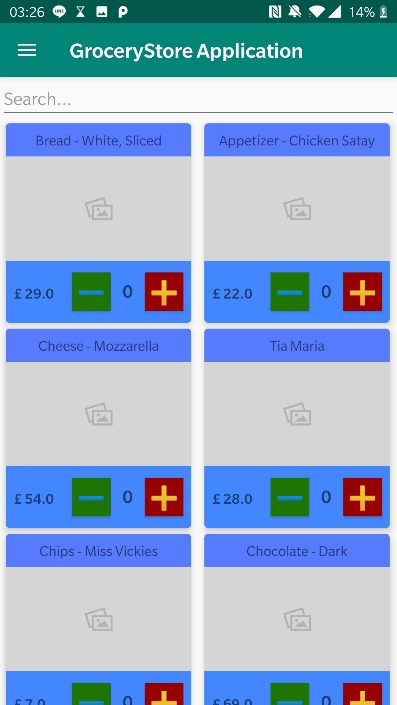 03:26 LINE P 14%
GroceryStore Application
Search...
Bread - White, Sliced
Appetizer - Chicken Satay
£ 29.0 0
£ 22.0 0
Cheese - Mozzarella
Tia Maria
£ 54.0 0
£ 28.0 0
Chips - Miss Vickies
Chocolate - Dark
£ 7.0 0
£ 69.0 0